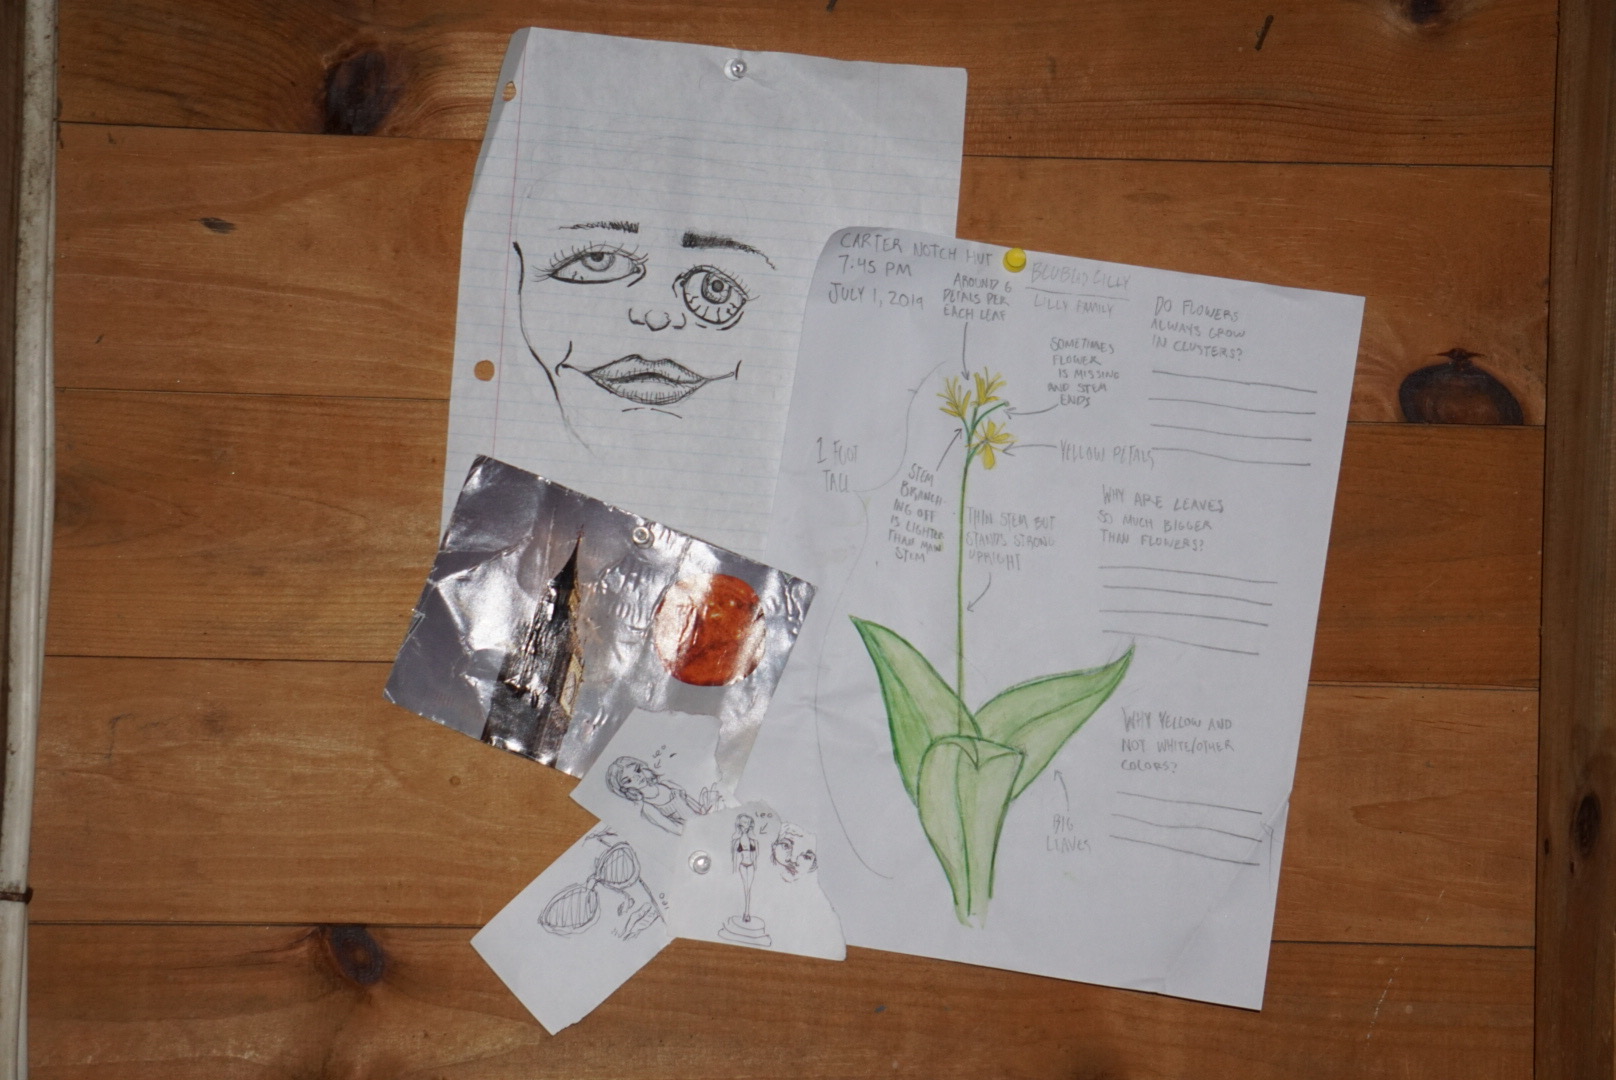 CARTER NOTCH HUT
7:45 PM
JULY 1, 2019
LILLY FAMILY
AROUND 6
PETALS PER
EACH LEAF
SOMETIMES
FLOWER
IS MISSING
AND STEM
ENDS
YELLOW PETALS
1 FOOT
TALL
STEM
BRANCH-
ING OFF
IS LIGHTER
THAN MAIN
STEM
THIN STEM BUT
STANDS STRONG
UPRIGHT
BIG
LEAVES
DO FLOWERS
ALWAYS GROW
IN CLUSTERS?
WHY ARE LEAVES
SO MUCH BIGGER
THAN FLOWERS?
WHY YELLOW AND
NOT WHITE/OTHER
COLORS?